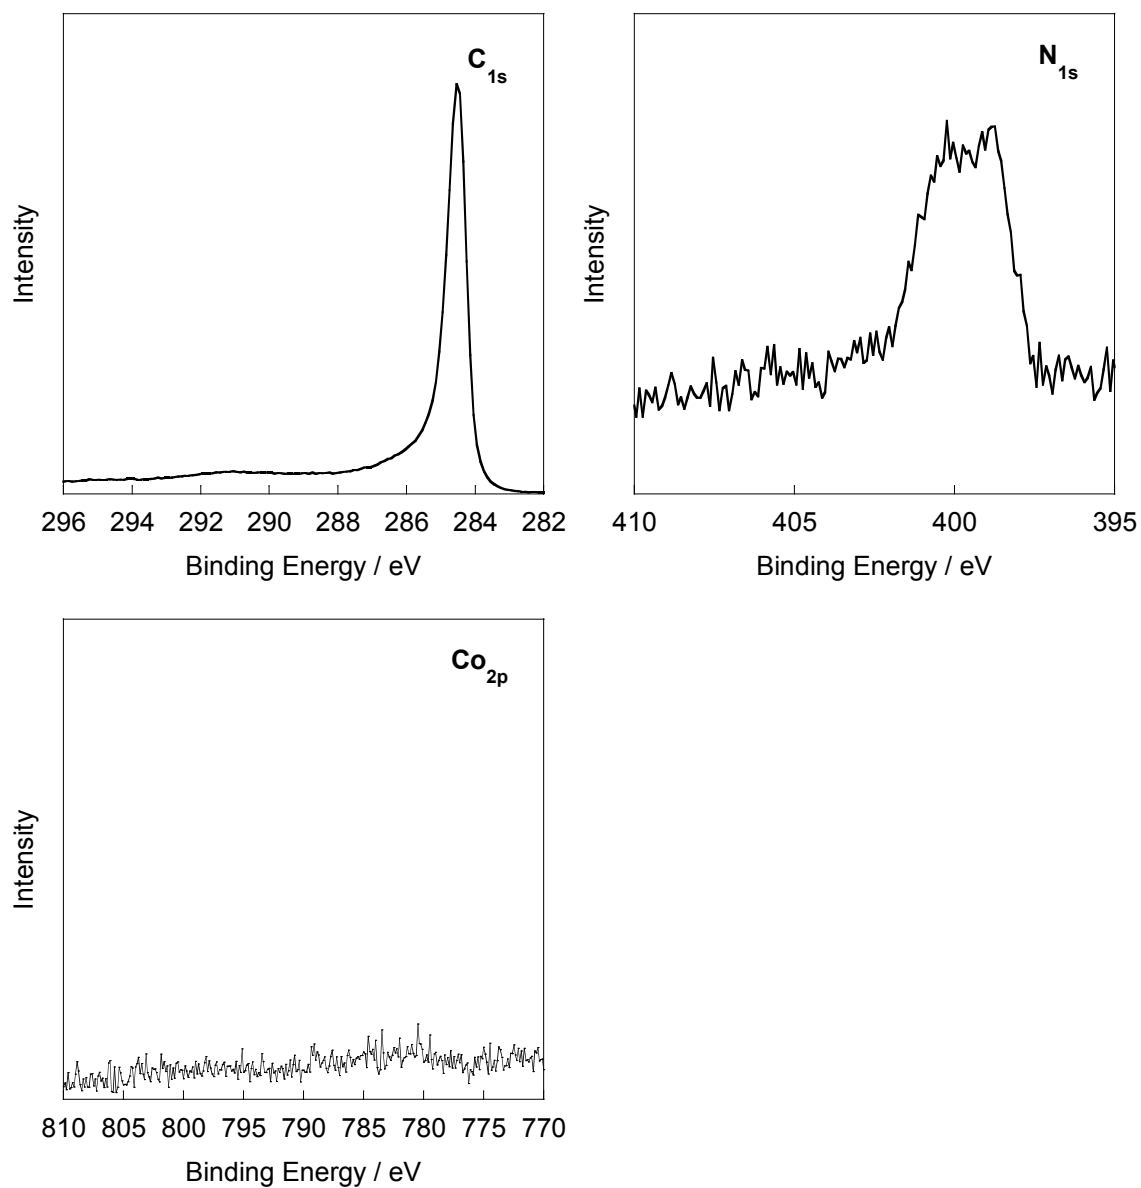 C1s
Intensity
296 294 292 290 288 286 284 282
Binding Energy / eV
N1s
Intensity
410 405 400 395
Binding Energy / eV
Co2p
Intensity
810 805 800 795 790 785 780 775 770
Binding Energy / eV